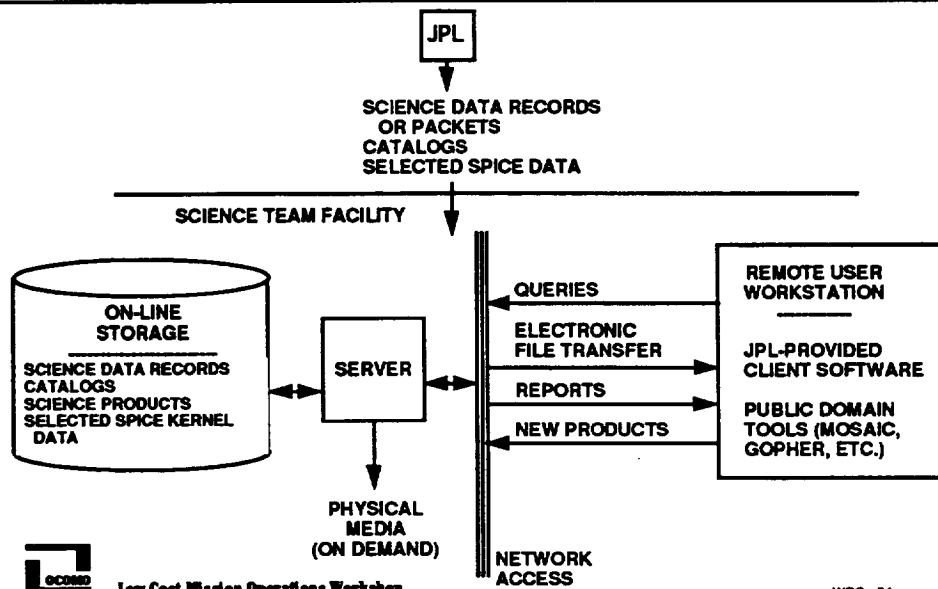 JPL
SCIENCE DATA RECORDS
OR PACKETS
CATALOGS
SELECTED SPICE DATA
SCIENCE TEAM FACILITY
ON-LINE
STORAGE
SCIENCE DATA RECORDS
CATALOGS
SCIENCE PRODUCTS
SELECTED SPICE KERNEL
DATA
SERVER
PHYSICAL
MEDIA
(ON DEMAND)
QUERIES
ELECTRONIC
FILE TRANSFER
REPORTS
NEW PRODUCTS
NETWORK
ACCESS
REMOTE USER
WORKSTATION
JPL-PROVIDED
CLIENT SOFTWARE
PUBLIC DOMAIN
TOOLS (MOSAIC,
GOPHER, ETC.)
Low Cost Mission Operations Workshop